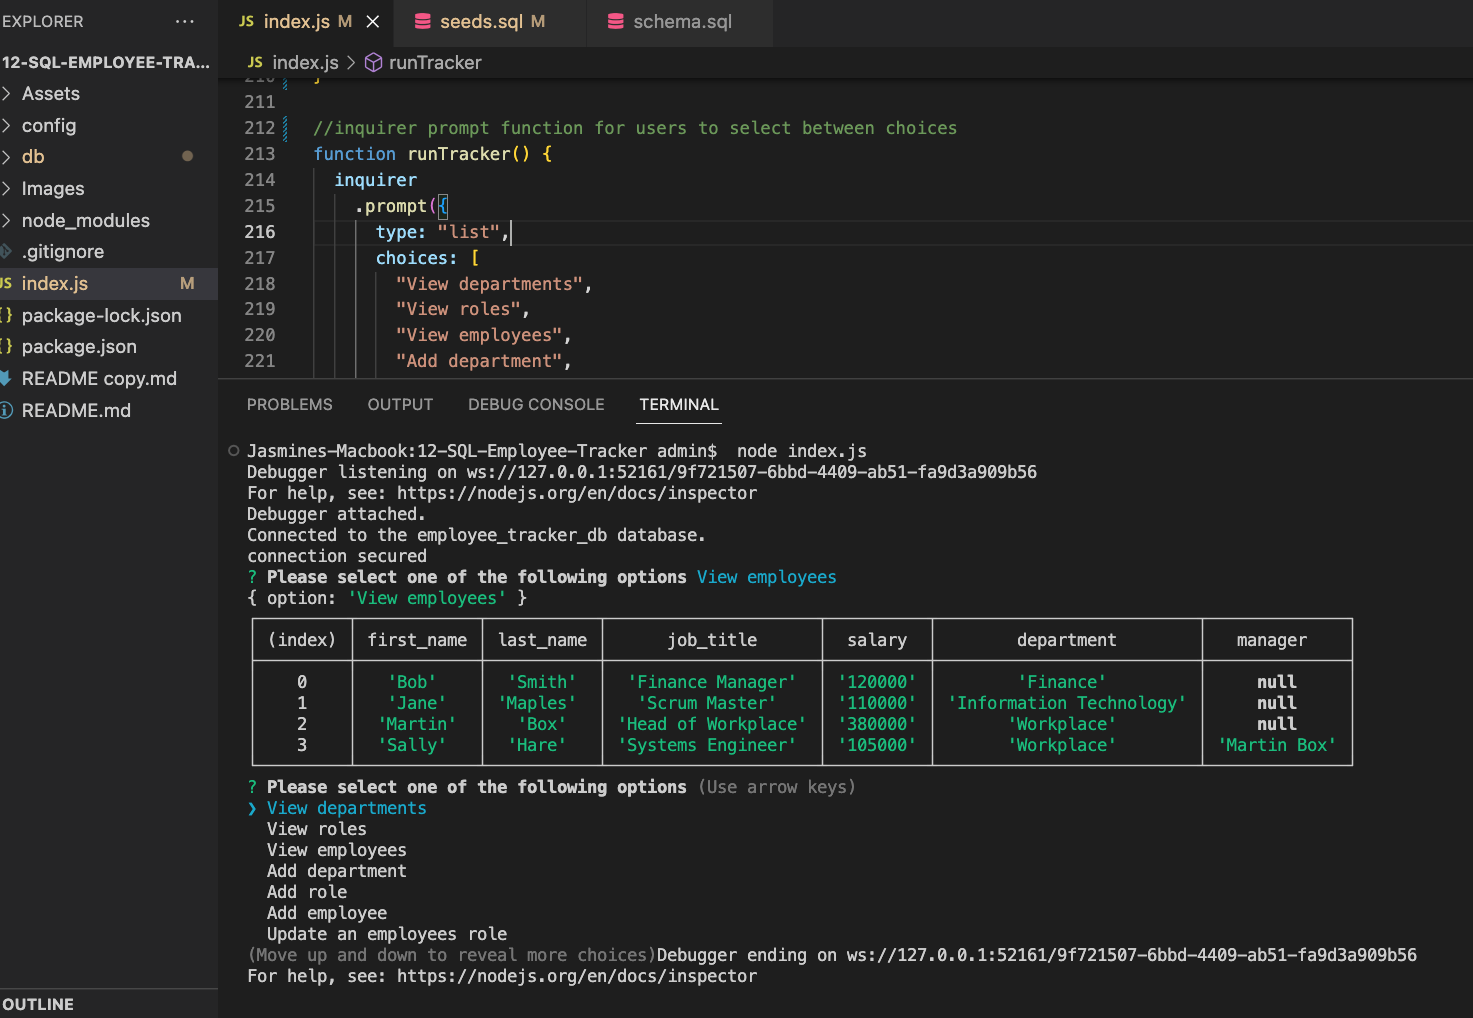 EXPLORER ...
12-SQL-EMPLOYEE-TRA...
> Assets
> config
> db
> Images
> node_modules
.gitignore
JS index.js M
{} package-lock.json
{} package.json
README copy.md
README.md
OUTLINE
JS index.js M ×
seeds.sql M
schema.sql
JS index.js > runTracker
210 }
211
212 //inquirer prompt function for users to select between choices
213 function runTracker() {
214 inquirer
215 .prompt({
216 type: "list",
217 choices: [
218 "View departments",
219 "View roles",
220 "View employees",
221 "Add department",
PROBLEMS OUTPUT DEBUG CONSOLE TERMINAL
Jasmines-Macbook:12-SQL-Employee-Tracker admin$  node index.js
Debugger listening on ws://127.0.0.1:52161/9f721507-6bbd-4409-ab51-fa9d3a909b56
For help, see: https://nodejs.org/en/docs/inspector
Debugger attached.
Connected to the employee_tracker_db database.
connection secured
? Please select one of the following options View employees
{ option: 'View employees' }
(index) first_name last_name job_title salary department manager
0 'Bob' 'Smith' 'Finance Manager' '120000' 'Finance' null
1 'Jane' 'Maples' 'Scrum Master' '110000' 'Information Technology' null
2 'Martin' 'Box' 'Head of Workplace' '380000' 'Workplace' null
3 'Sally' 'Hare' 'Systems Engineer' '105000' 'Workplace' 'Martin Box'
? Please select one of the following options (Use arrow keys)
❯ View departments
View roles
View employees
Add department
Add role
Add employee
Update an employees role
(Move up and down to reveal more choices)Debugger ending on ws://127.0.0.1:52161/9f721507-6bbd-4409-ab51-fa9d3a909b56
For help, see: https://nodejs.org/en/docs/inspector